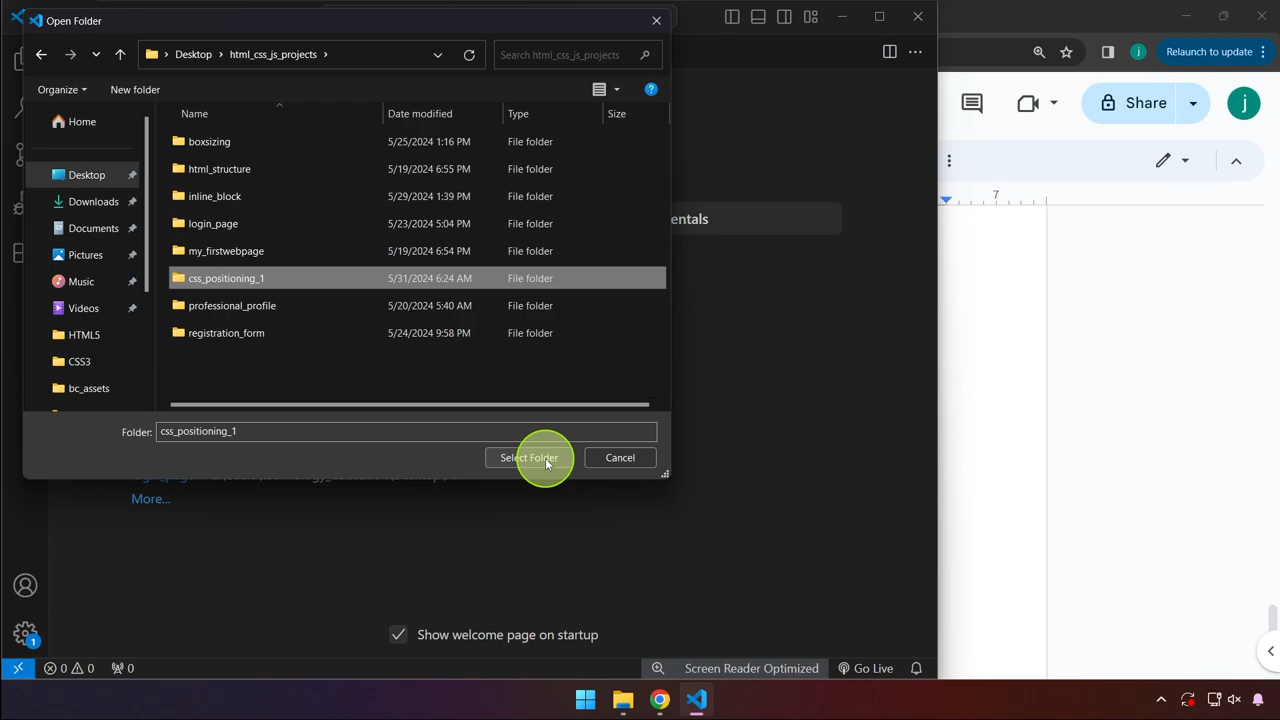 Open Folder
Desktop
html_css_js_projects
Search html_css_js_projects
Relaunch to update
j
Organize
New folder
Name
Date modified
Type
Size
Share
j
Home
Desktop
Downloads
Documents
Pictures
Music
Videos
HTML5
CSS3
bc_assets
boxsizing 5/25/2024 1:16 PM File folder
html_structure 5/19/2024 6:55 PM File folder
inline_block 5/29/2024 1:39 PM File folder
login_page 5/23/2024 5:04 PM File folder
my_firstwebpage 5/19/2024 6:54 PM File folder
css_positioning_1 5/31/2024 6:24 AM File folder
professional_profile 5/20/2024 5:40 AM File folder
registration_form 5/24/2024 9:58 PM File folder
entals
7
Folder:
css_positioning_1
Select Folder
Cancel
More...
1
Show welcome page on startup
0 0 0
Screen Reader Optimized
Go Live